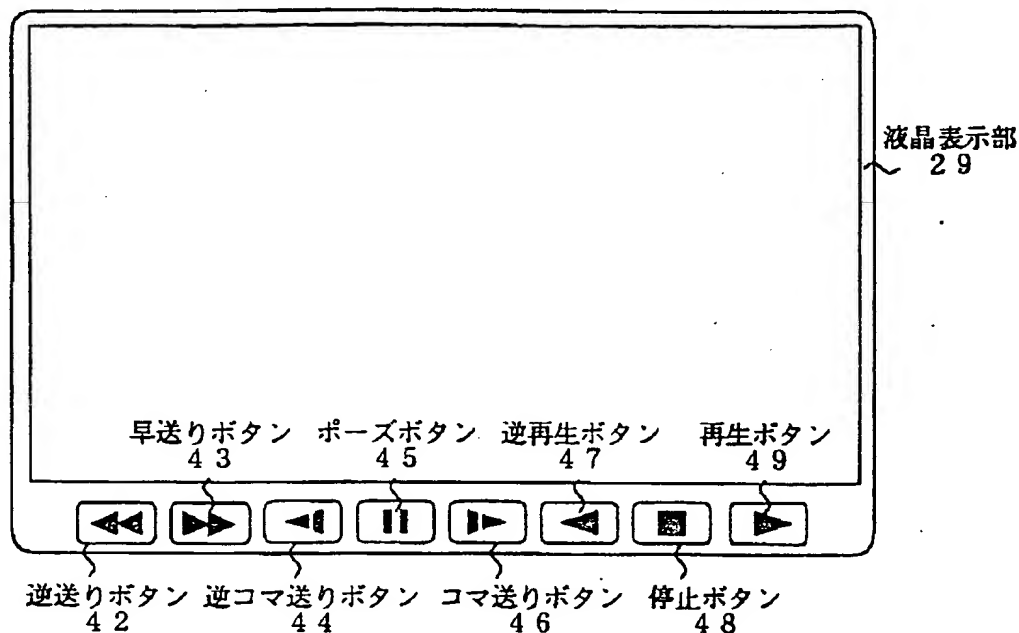 液晶表示部
29
早送りボタン ポーズボタン 逆再生ボタン 再生ボタン
43 45 47 49
逆送りボタン 逆コマ送りボタン コマ送りボタン 停止ボタン
42 44 46 48